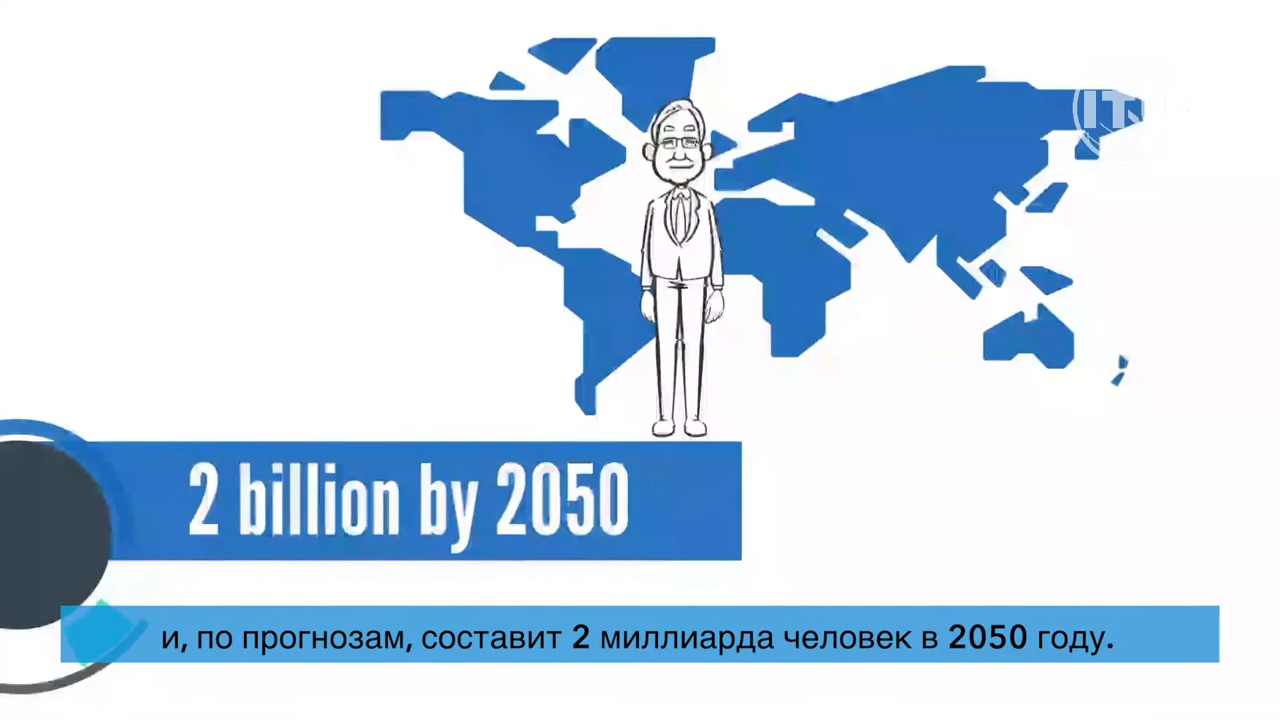 2 billion by 2050
и, по прогнозам, составит 2 миллиарда человек в 2050 году.